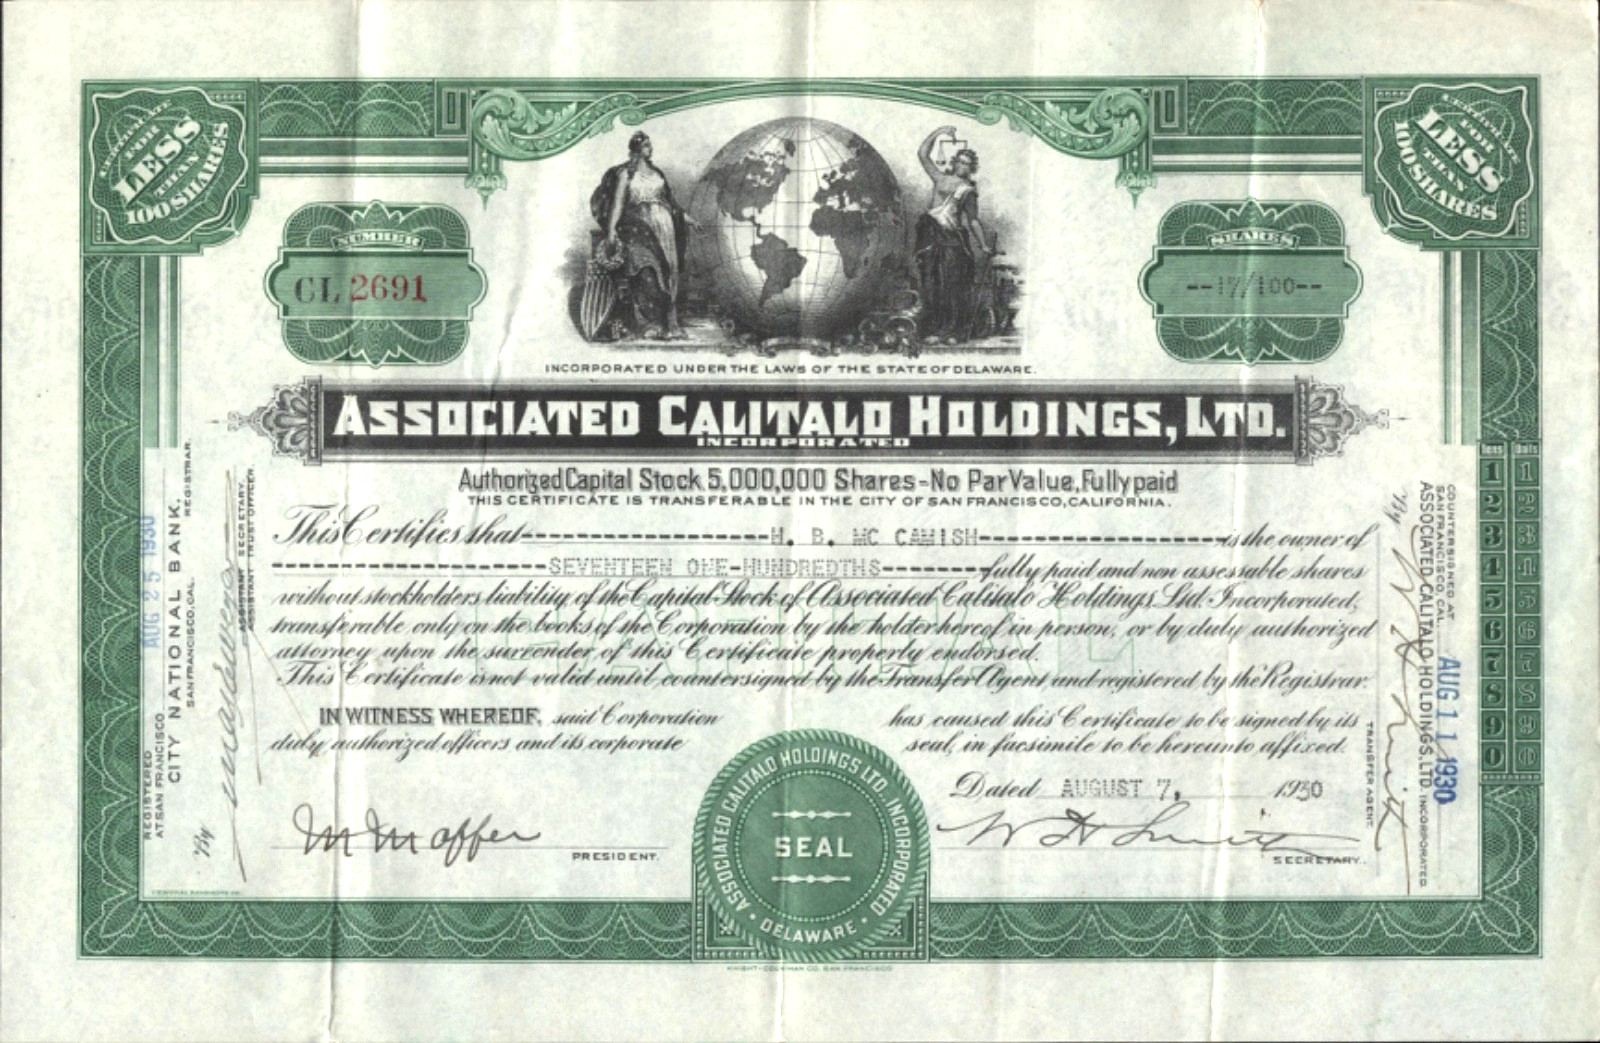 CERTIFICATE
FOR
LESS
THAN
100 SHARES
CERTIFICATE
FOR
LESS
THAN
100 SHARES
NUMBER
CL 2691
SHARES
--17/100--
INCORPORATED UNDER THE LAWS OF THE STATE OF DELAWARE.
ASSOCIATED CALITALO HOLDINGS, LTD.
INCORPORATED
Authorized Capital Stock 5,000,000 Shares-No Par Value, Fully paid
THIS CERTIFICATE IS TRANSFERABLE IN THE CITY OF SAN FRANCISCO, CALIFORNIA.
This Certifies that H. B. MC CAMISH is the owner of
SEVENTEEN ONE-HUNDREDTHS fully paid and non assessable shares
without stockholders liability of the Capital Stock of Associated Calitalo Holdings, Ltd. Incorporated,
transferable only on the books of the Corporation by the holder hereof in person, or by duly authorized
attorney upon the surrender of this Certificate properly endorsed.
This Certificate is not valid until countersigned by the Transfer Agent and registered by the Registrar.
IN WITNESS WHEREOF, said Corporation has caused this Certificate to be signed by its
duly authorized officers and its corporate seal, in facsimile to be hereunto affixed.
Dated AUGUST 7, 1930
PRESIDENT.
W H Smith
SECRETARY.
ASSOCIATED CALITALO HOLDINGS LTD. INCORPORATED
SEAL
DELAWARE
KNIGHT-COUNIHAN CO. SAN FRANCISCO
REGISTERED
AT SAN FRANCISCO
AUG 25 1930
CITY NATIONAL BANK.
SAN FRANCISCO, CAL. REGISTRAR.
By
ASSISTANT SECRETARY.
ASSISTANT TRUST OFFICER.
COUNTERSIGNED AT
SAN FRANCISCO, CAL. AUG 11 1930
ASSOCIATED CALITALO HOLDINGS, LTD. INCORPORATED
By W H Smith
TRANSFER AGENT.
Tens Units
1 1
2 2
3 3
4 4
5 5
6 6
7 7
8 8
9 9
0 0